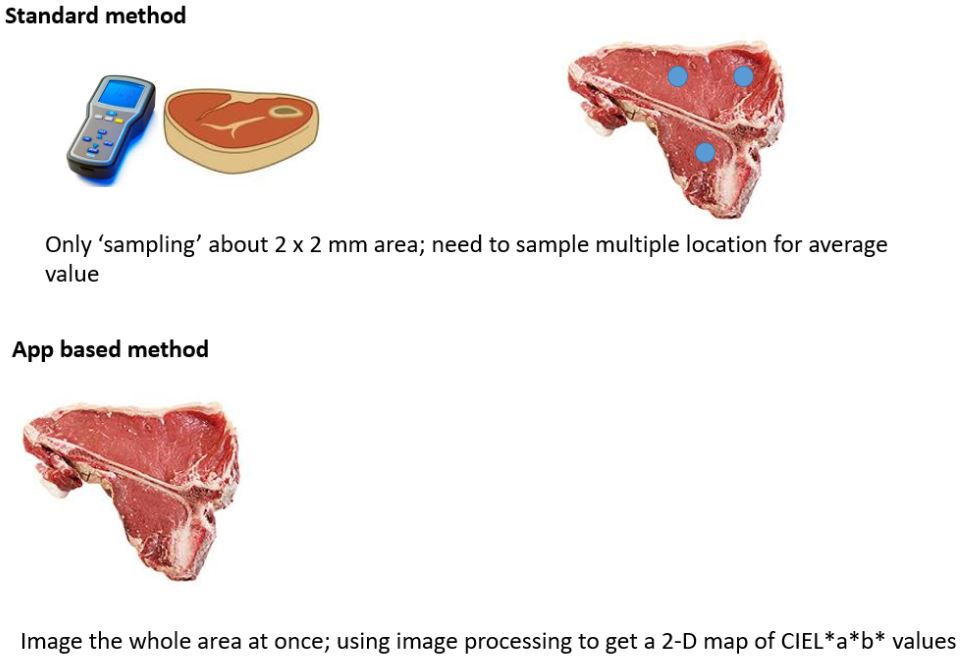 Standard method
Only ‘sampling’ about 2 x 2 mm area; need to sample multiple location for average
value
App based method
Image the whole area at once; using image processing to get a 2-D map of CIEL*a*b* values